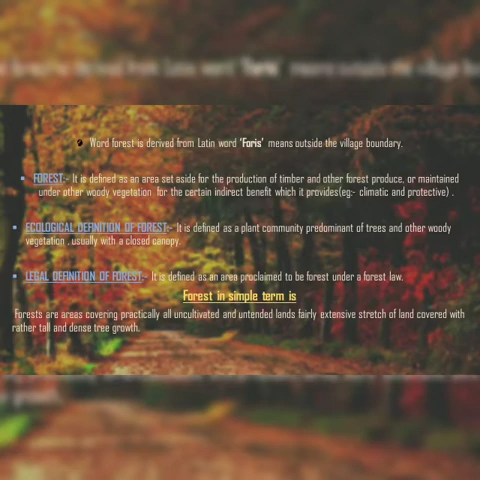 Word forest is derived from Latin word 'Foris' means outside the village boundary.
FOREST:- It is defined as an area set aside for the production of timber and other forest produce, or maintained
under other woody vegetation for the certain indirect benefit which it provides(eg:- climatic and protective) .
ECOLOGICAL DEFINITION OF FOREST:- It is defined as a plant community predominant of trees and other woody
vegetation , usually with a closed canopy.
LEGAL DEFINITION OF FOREST:- It is defined as an area proclaimed to be forest under a forest law.
Forest in simple term is
Forests are areas covering practically all uncultivated and untended lands fairly extensive stretch of land covered with
rather tall and dense tree growth.